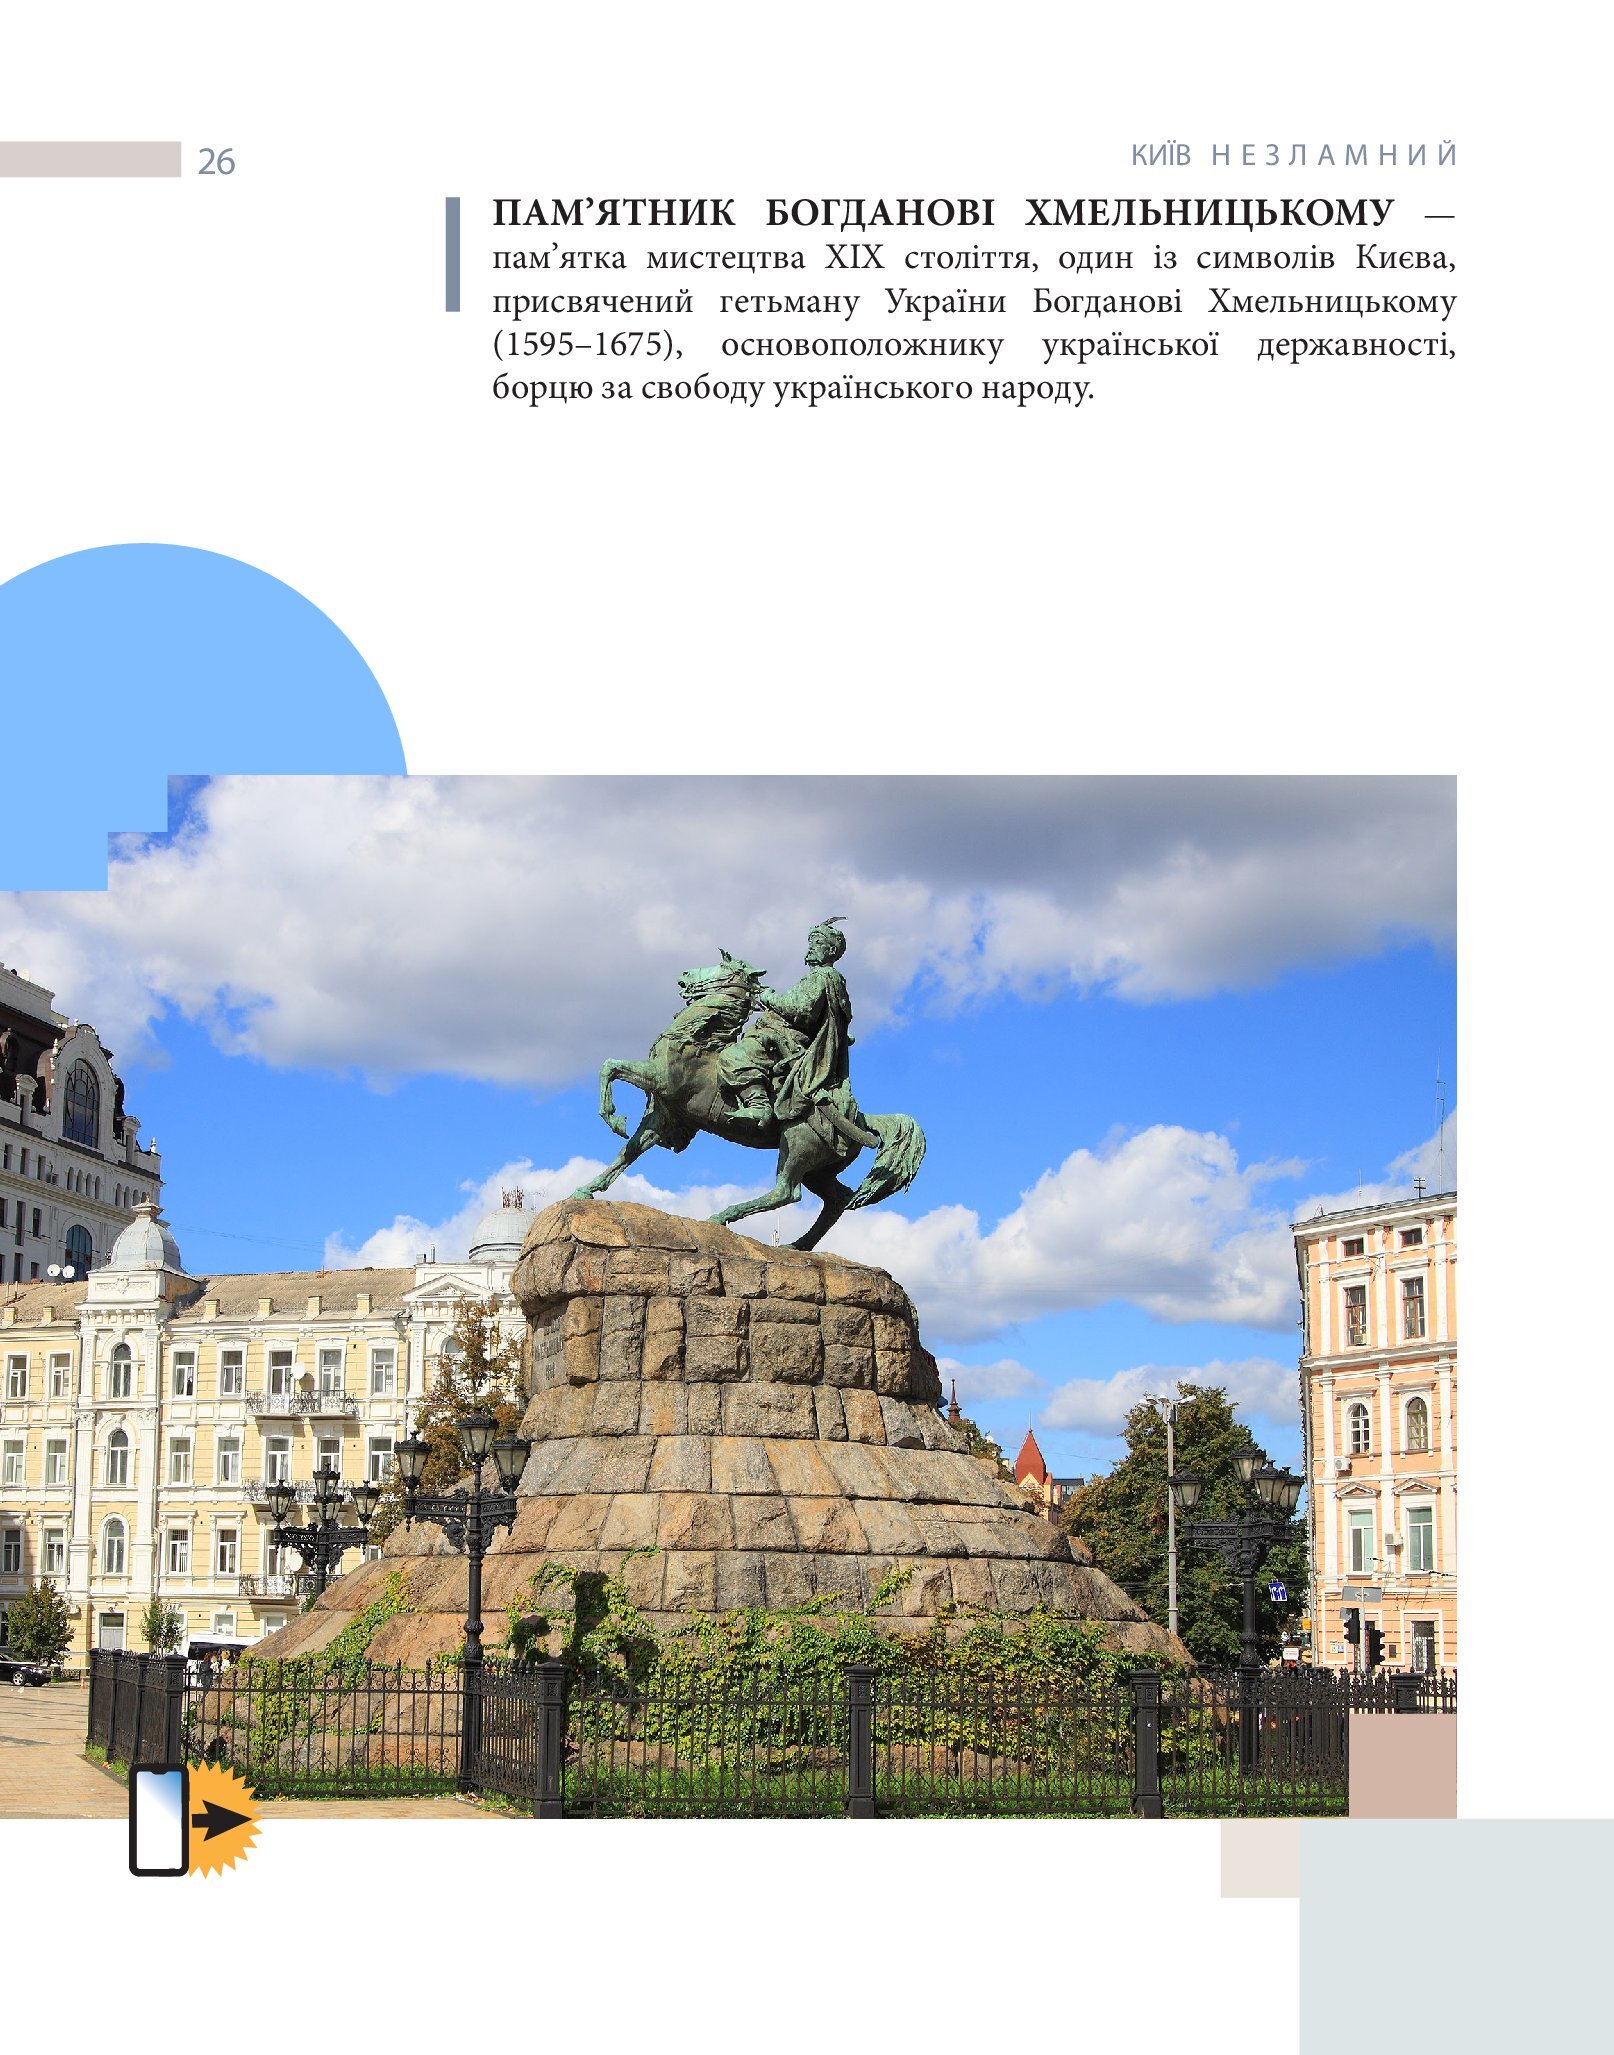 26
КИЇВ НЕЗЛАМНИЙ
ПАМ’ЯТНИК БОГДАНОВІ ХМЕЛЬНИЦЬКОМУ —
пам’ятка мистецтва XIX століття, один із символів Києва,
присвячений гетьману України Богданові Хмельницькому
(1595–1675), основоположнику української державності,
борцю за свободу українського народу.